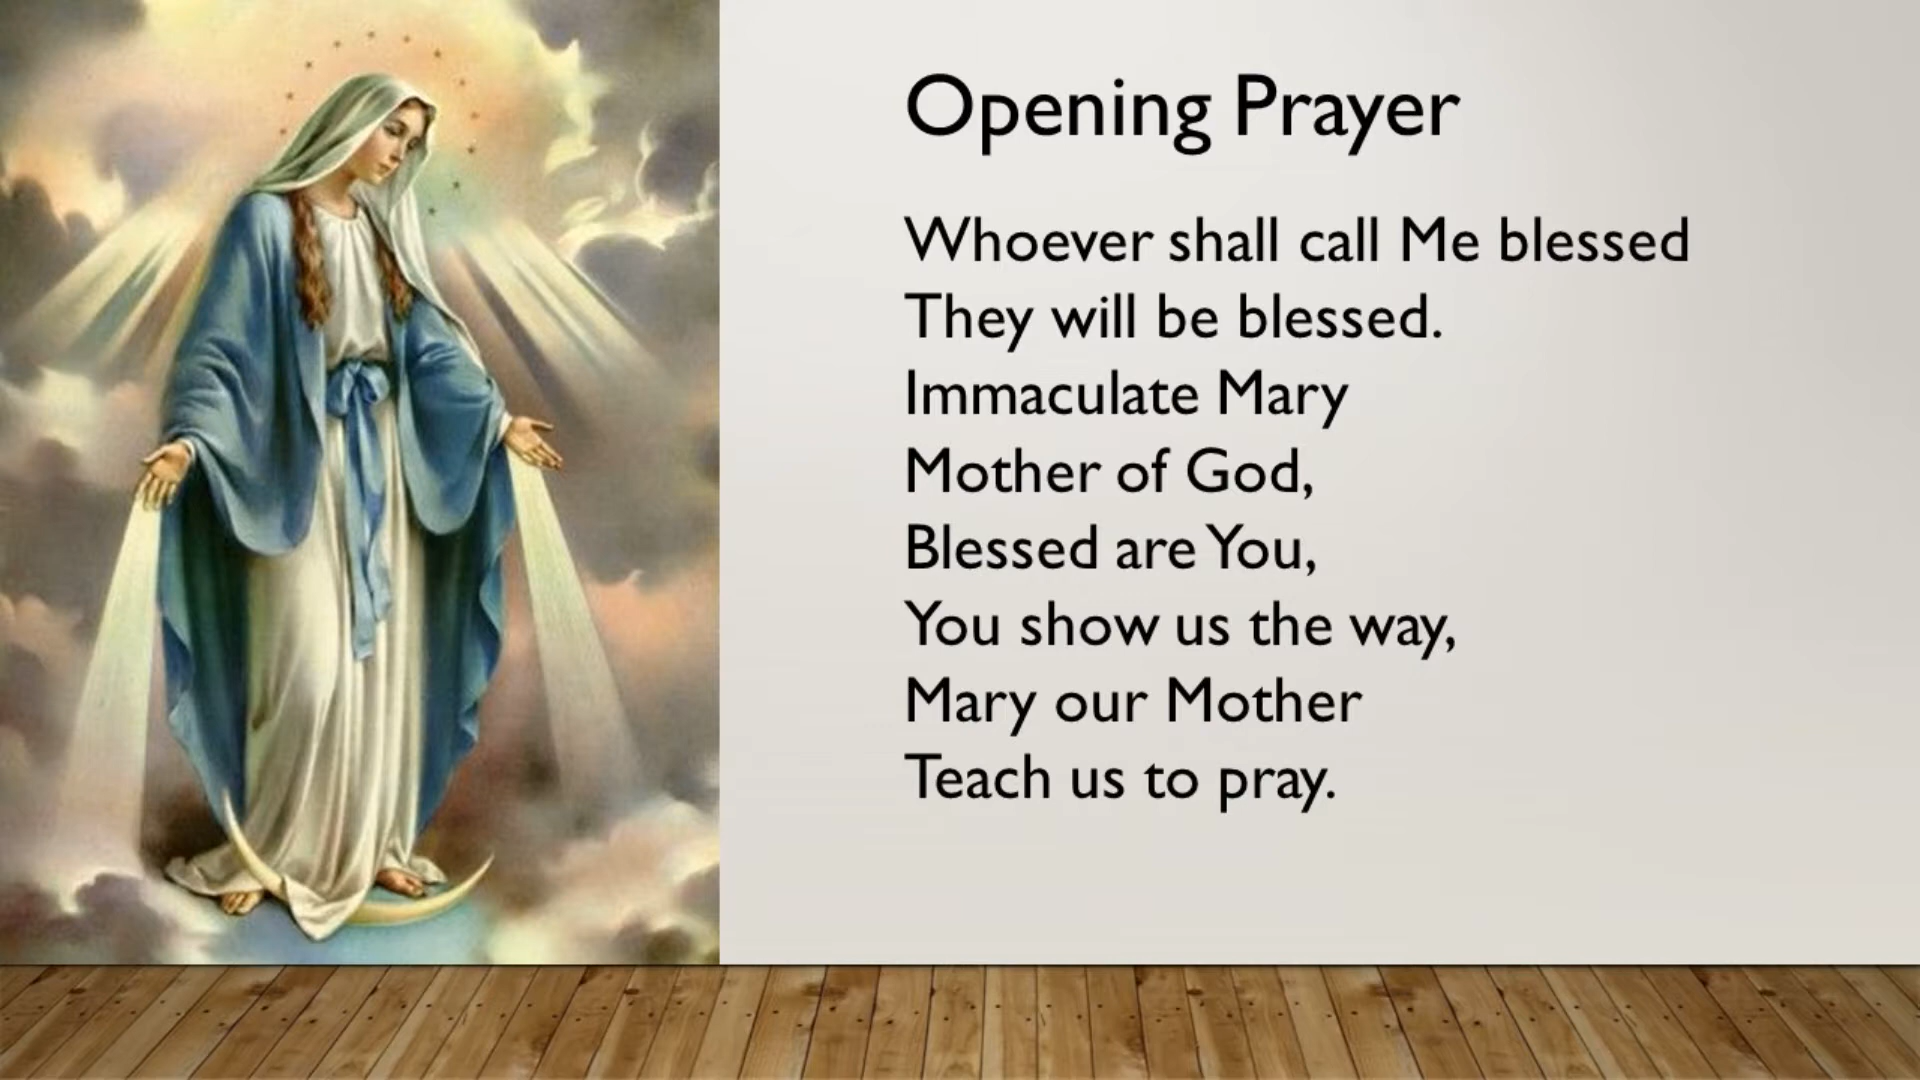 Opening Prayer
Whoever shall call Me blessed
They will be blessed.
Immaculate Mary
Mother of God,
Blessed are You,
You show us the way,
Mary our Mother
Teach us to pray.